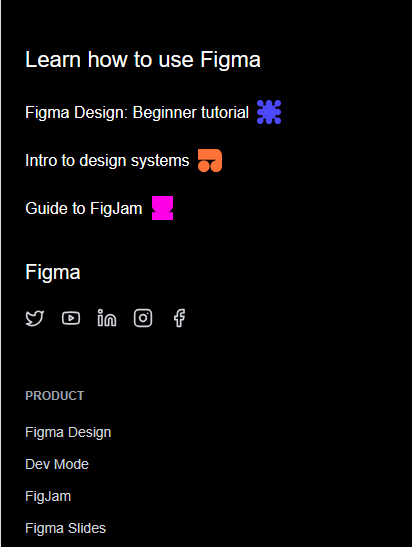 Learn how to use Figma
Figma Design: Beginner tutorial
Intro to design systems
Guide to FigJam
Figma
PRODUCT
Figma Design
Dev Mode
FigJam
Figma Slides